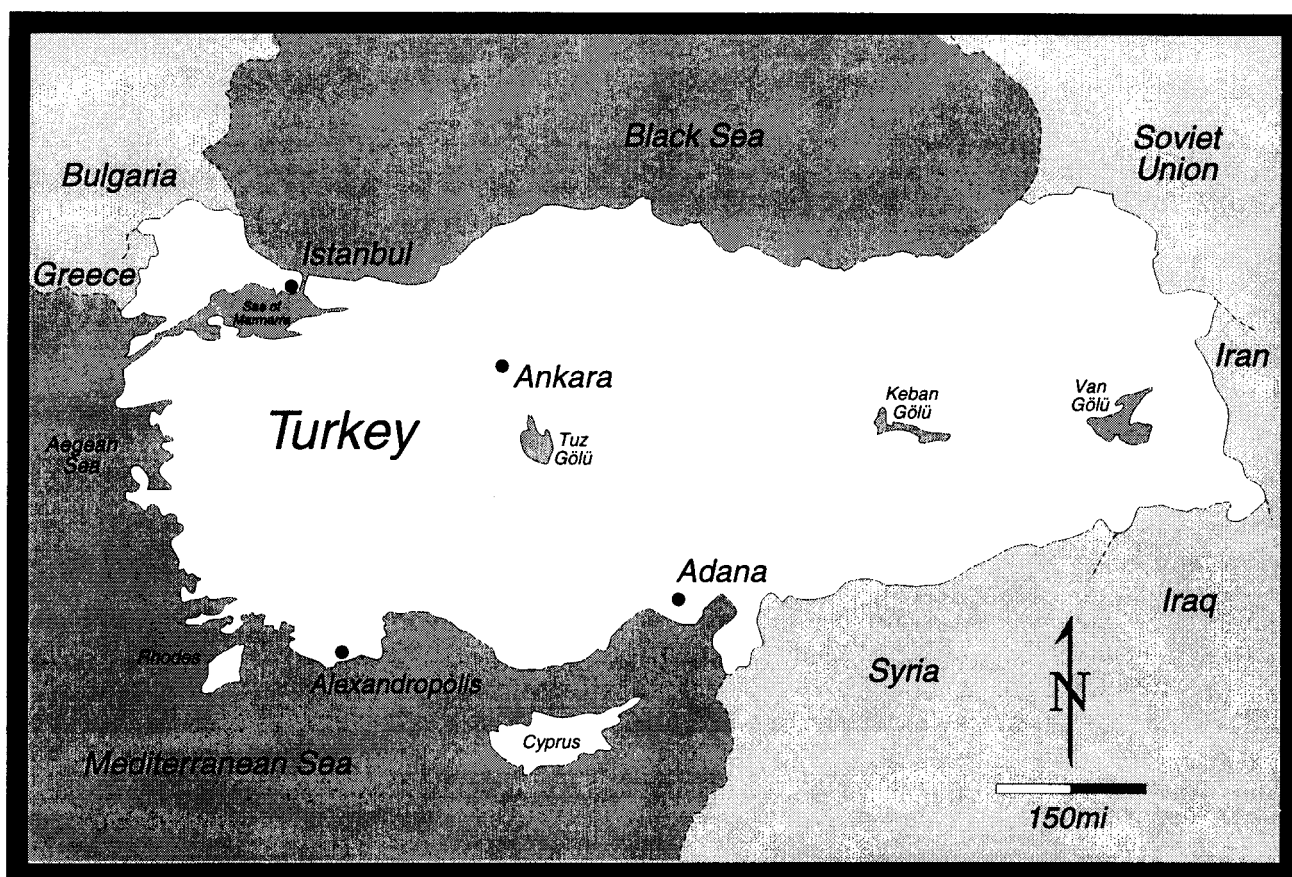 Black Sea
Soviet
Union
Bulgaria
Istanbul
Greece
Sea of
Marmarra
Iran
Ankara
Keban
Gölü
Van
Gölü
Turkey
Tuz
Gölü
Aegean
Sea
Adana
Iraq
Rhodes
Syria
N
Alexandropolis
Cyprus
Mediterranean Sea
150mi